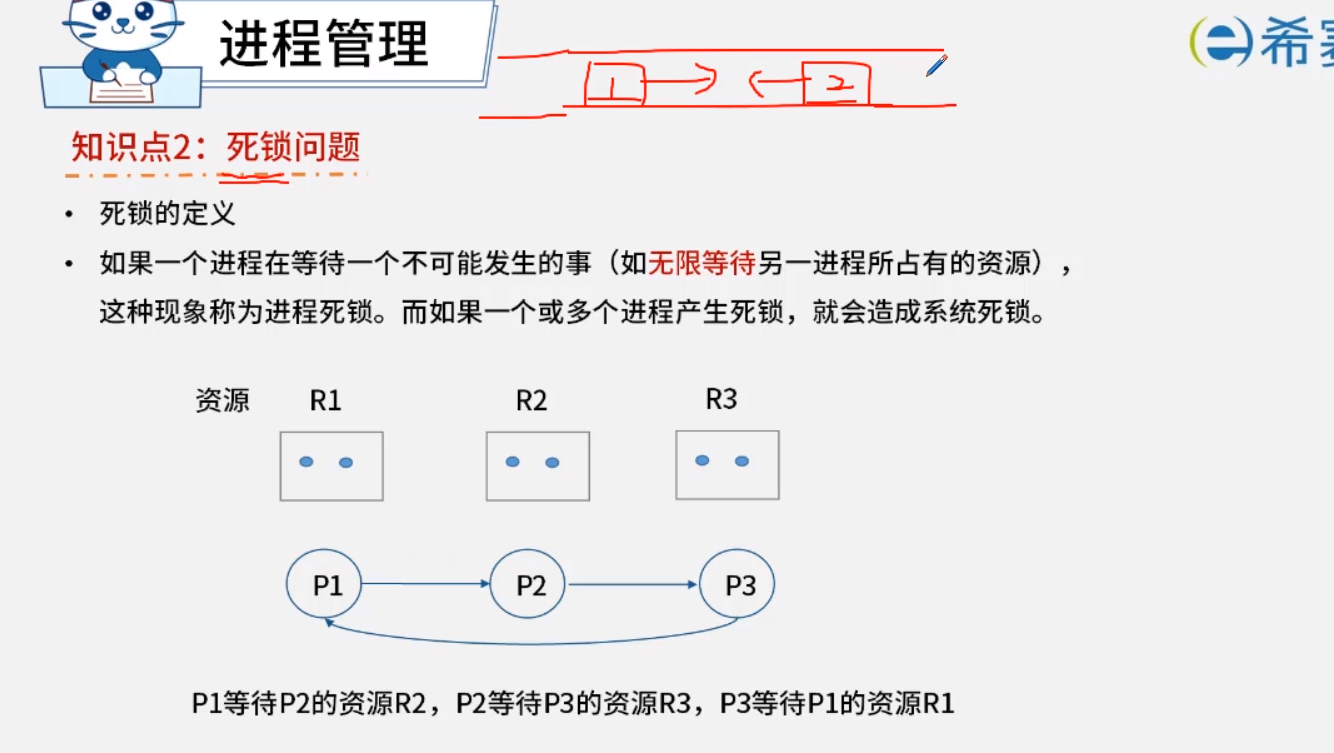 进程管理
1 2
希赛
知识点2：死锁问题
• 死锁的定义
• 如果一个进程在等待一个不可能发生的事（如无限等待另一进程所占有的资源），
这种现象称为进程死锁。而如果一个或多个进程产生死锁，就会造成系统死锁。
资源 R1 R2 R3
P1 P2 P3
P1等待P2的资源R2，P2等待P3的资源R3，P3等待P1的资源R1